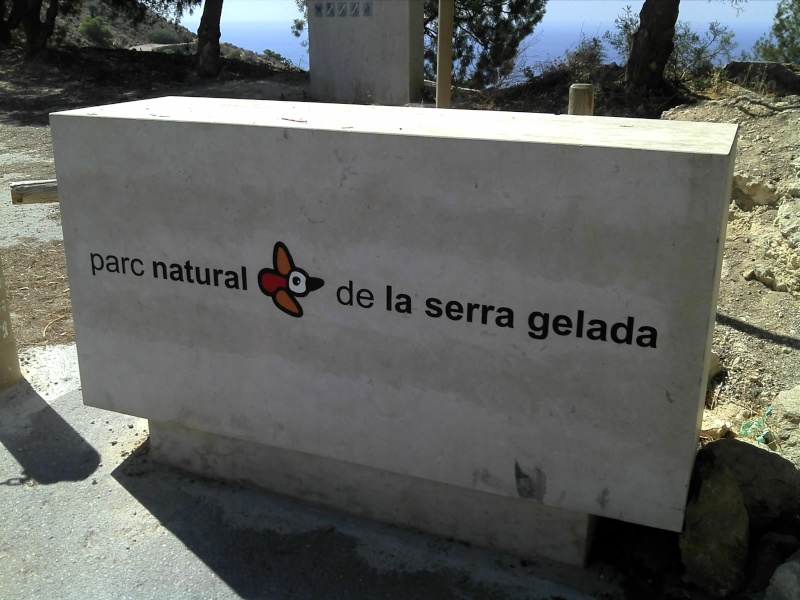 parc natural de la serra gelada